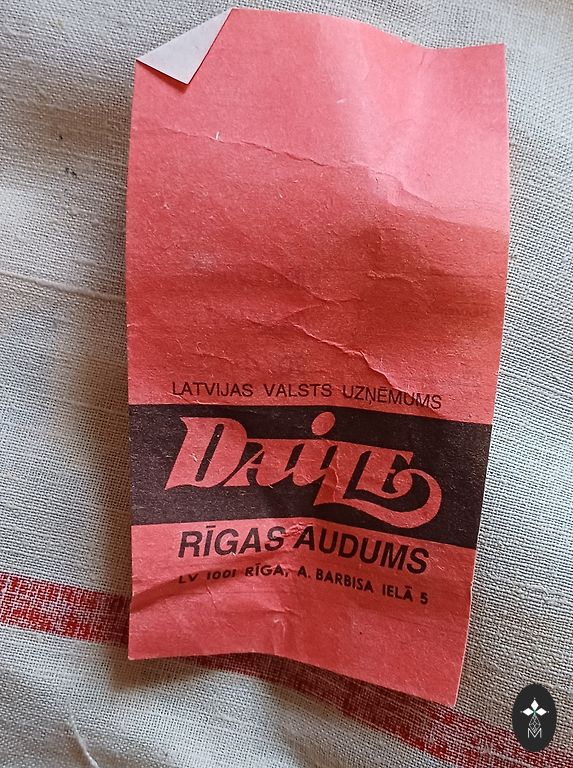 LATVIJAS VALSTS UZŅĒMUMS
DAiLE
RĪGAS AUDUMS
LV 1001 RĪGA, A. BARBISA IELĀ 5
M